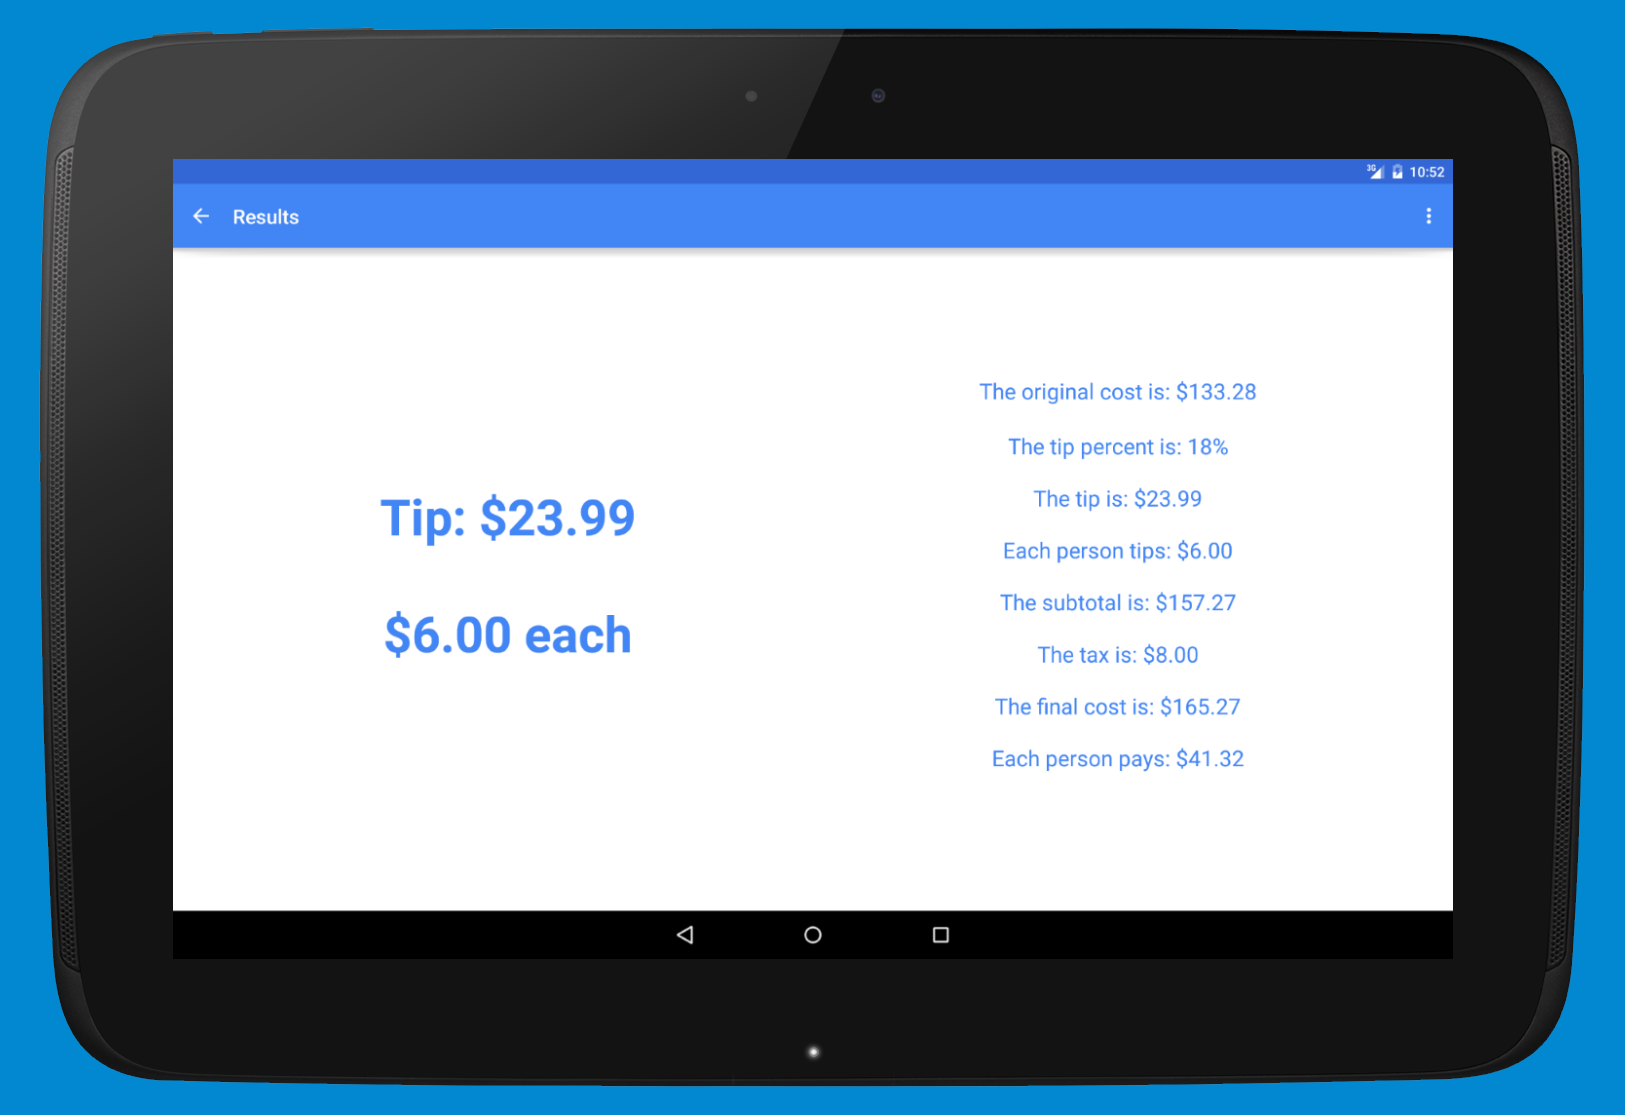 3G 10:52
Results
Tip: $23.99
$6.00 each
The original cost is: $133.28
The tip percent is: 18%
The tip is: $23.99
Each person tips: $6.00
The subtotal is: $157.27
The tax is: $8.00
The final cost is: $165.27
Each person pays: $41.32